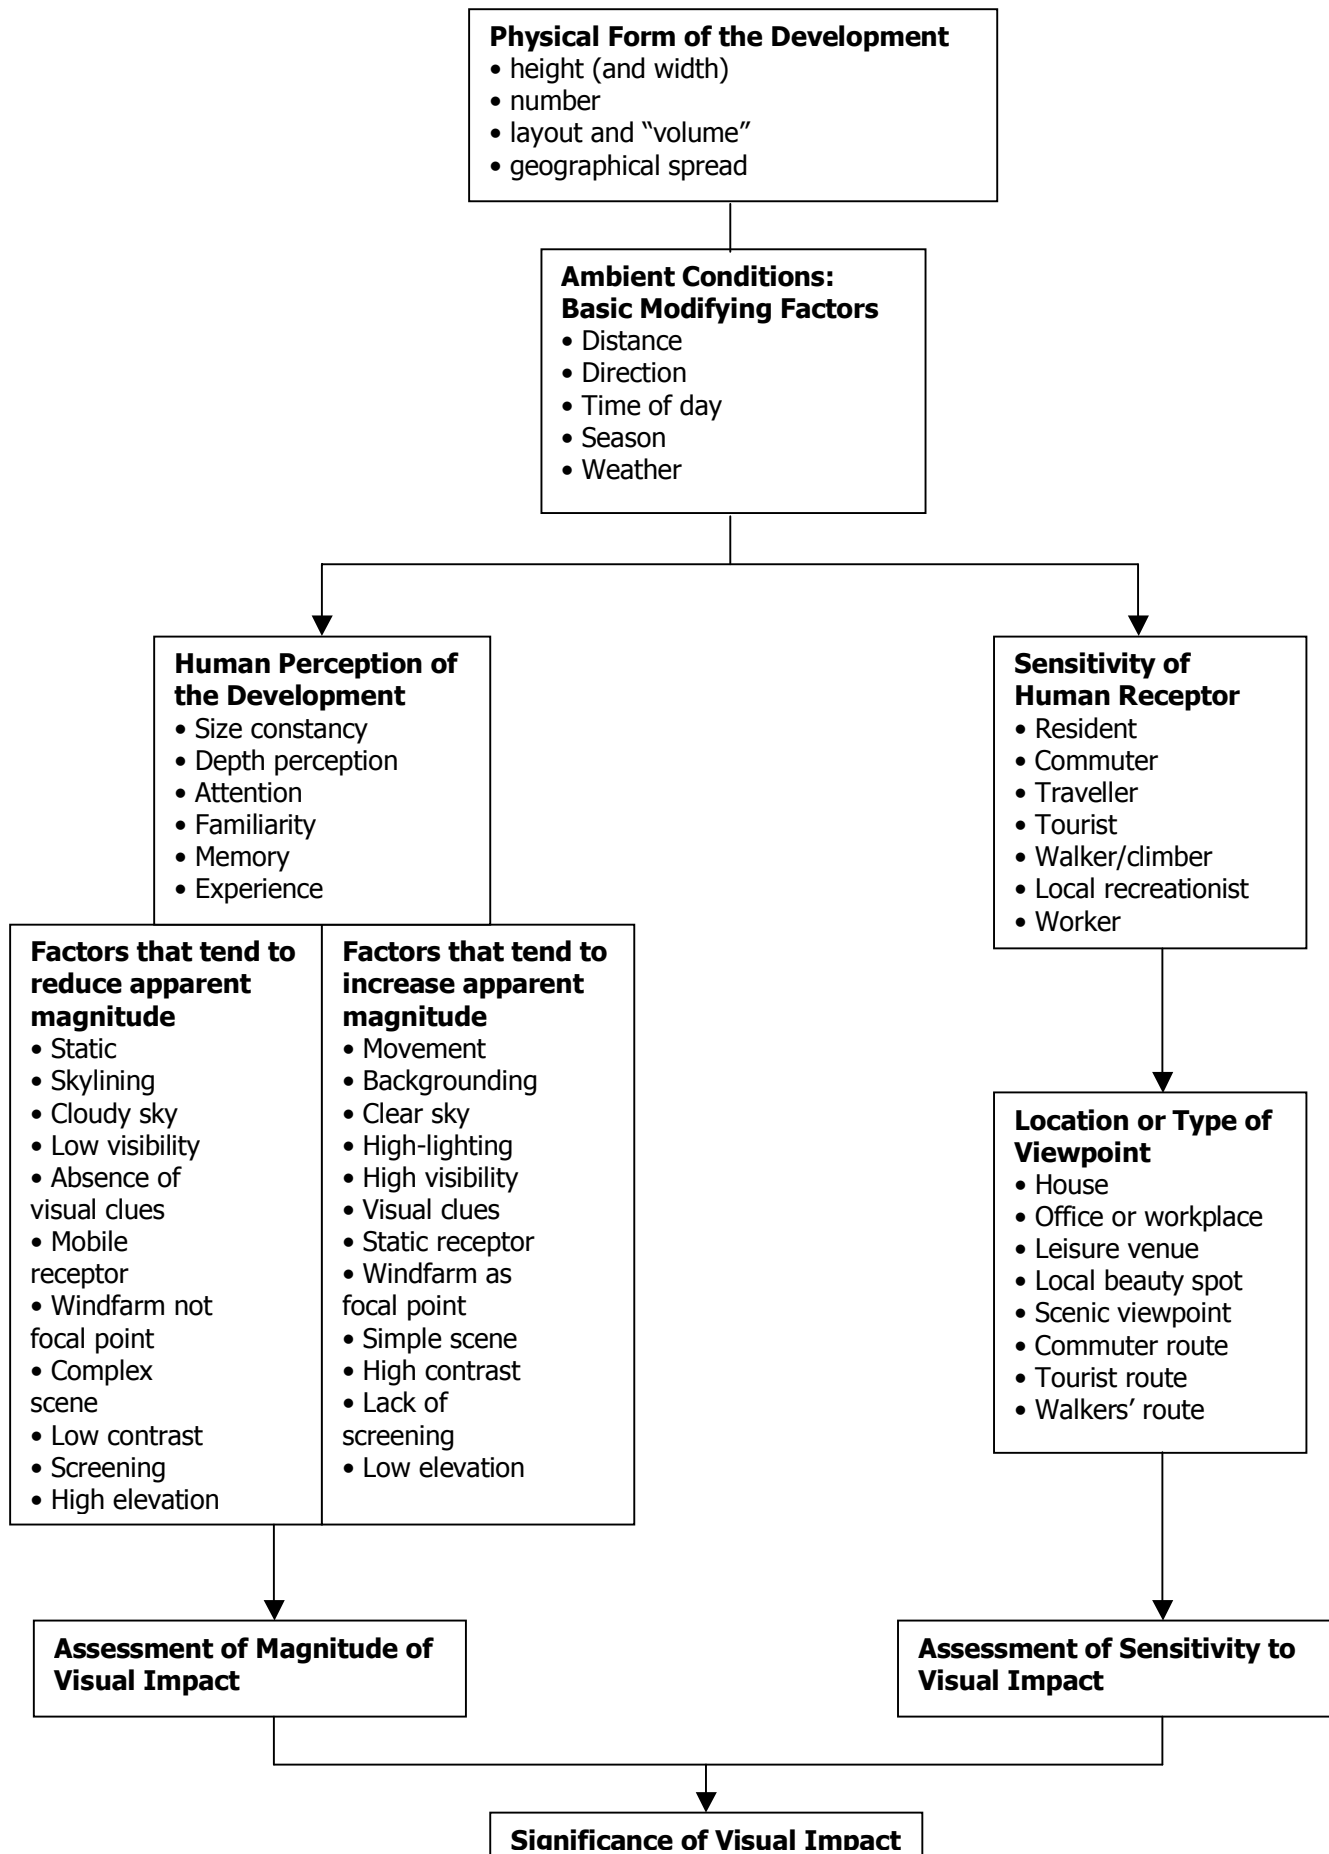 Physical Form of the Development
• height (and width)
• number
• layout and “volume”
• geographical spread
Ambient Conditions:
Basic Modifying Factors
• Distance
• Direction
• Time of day
• Season
• Weather
Human Perception of
the Development
• Size constancy
• Depth perception
• Attention
• Familiarity
• Memory
• Experience
Factors that tend to
reduce apparent
magnitude
• Static
• Skylining
• Cloudy sky
• Low visibility
• Absence of
visual clues
• Mobile
receptor
• Windfarm not
focal point
• Complex
scene
• Low contrast
• Screening
• High elevation
Factors that tend to
increase apparent
magnitude
• Movement
• Backgrounding
• Clear sky
• High-lighting
• High visibility
• Visual clues
• Static receptor
• Windfarm as
focal point
• Simple scene
• High contrast
• Lack of
screening
• Low elevation
Assessment of Magnitude of
Visual Impact
Sensitivity of
Human Receptor
• Resident
• Commuter
• Traveller
• Tourist
• Walker/climber
• Local recreationist
• Worker
Location or Type of
Viewpoint
• House
• Office or workplace
• Leisure venue
• Local beauty spot
• Scenic viewpoint
• Commuter route
• Tourist route
• Walkers’ route
Assessment of Sensitivity to
Visual Impact
Significance of Visual Impact